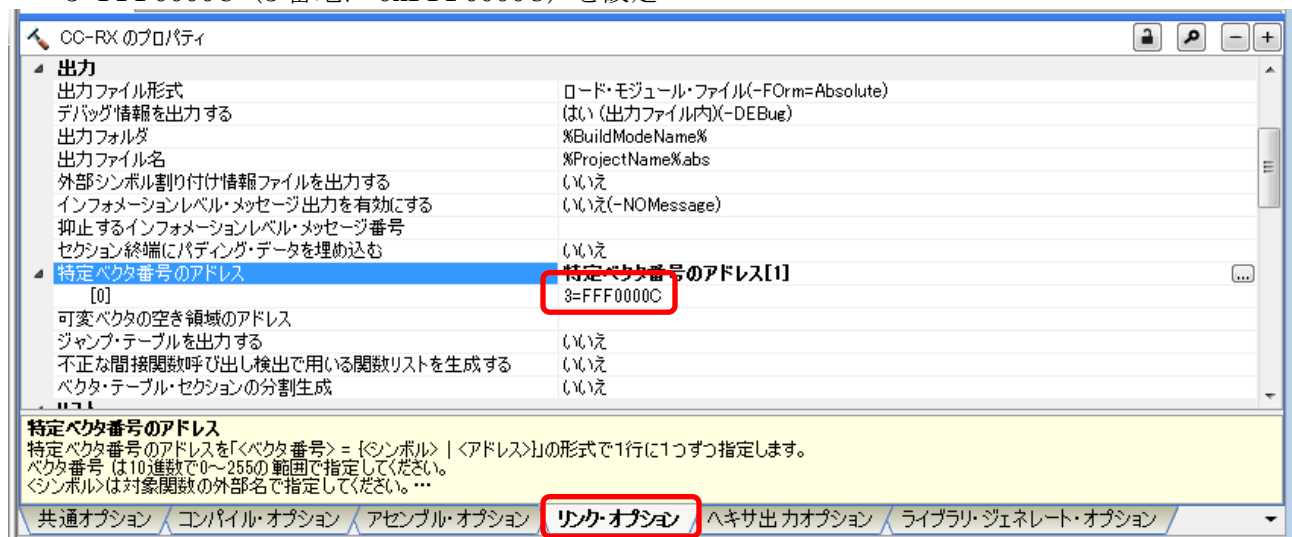 CC-RX のプロパティ
出力
出力ファイル形式 ロード・モジュール・ファイル(-FOrm=Absolute)
デバッグ情報を出力する はい(出力ファイル内)(-DEBug)
出力フォルダ %BuildModeName%
出力ファイル名 %ProjectName%.abs
外部シンボル割り付け情報ファイルを出力する いいえ
インフォメーションレベル・メッセージ出力を有効にする いいえ(-NOMessage)
抑止するインフォメーションレベル・メッセージ番号
セクション終端にパディング・データを埋め込む いいえ
特定ベクタ番号のアドレス 特定ベクタ番号のアドレス[1] ...
[0] 3=FFF0000C
可変ベクタの空き領域のアドレス
ジャンプ・テーブルを出力する いいえ
不正な間接関数呼び出し検出で用いる関数リストを生成する いいえ
ベクタ・テーブル・セクションの分割生成 いいえ
特定ベクタ番号のアドレス
特定ベクタ番号のアドレスを「<ベクタ番号> = {<シンボル> | <アドレス>}」の形式で1行に1つずつ指定します。
ベクタ番号 は10進数で0～255の 範囲で指定してください。
<シンボル>は対象関数の外部名で指定してください。…
共通オプション コンパイル・オプション アセンブル・オプション リンク・オプション ヘキサ出力オプション ライブラリ・ジェネレート・オプション